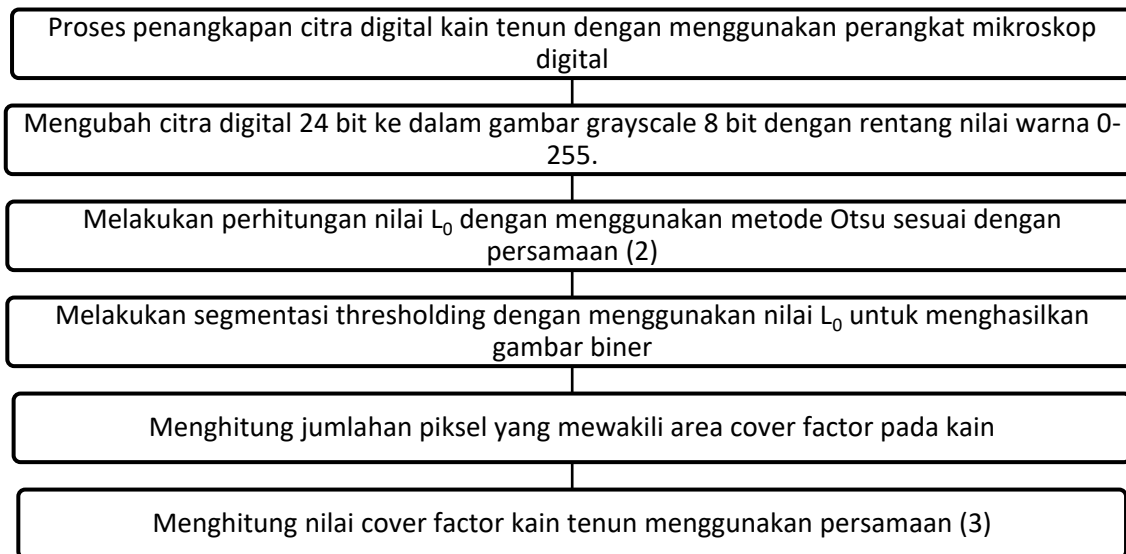 Proses penangkapan citra digital kain tenun dengan menggunakan perangkat mikroskop
digital
Mengubah citra digital 24 bit ke dalam gambar grayscale 8 bit dengan rentang nilai warna 0-
255.
Melakukan perhitungan nilai L₀ dengan menggunakan metode Otsu sesuai dengan
persamaan (2)
Melakukan segmentasi thresholding dengan menggunakan nilai L₀ untuk menghasilkan
gambar biner
Menghitung jumlahan piksel yang mewakili area cover factor pada kain
Menghitung nilai cover factor kain tenun menggunakan persamaan (3)